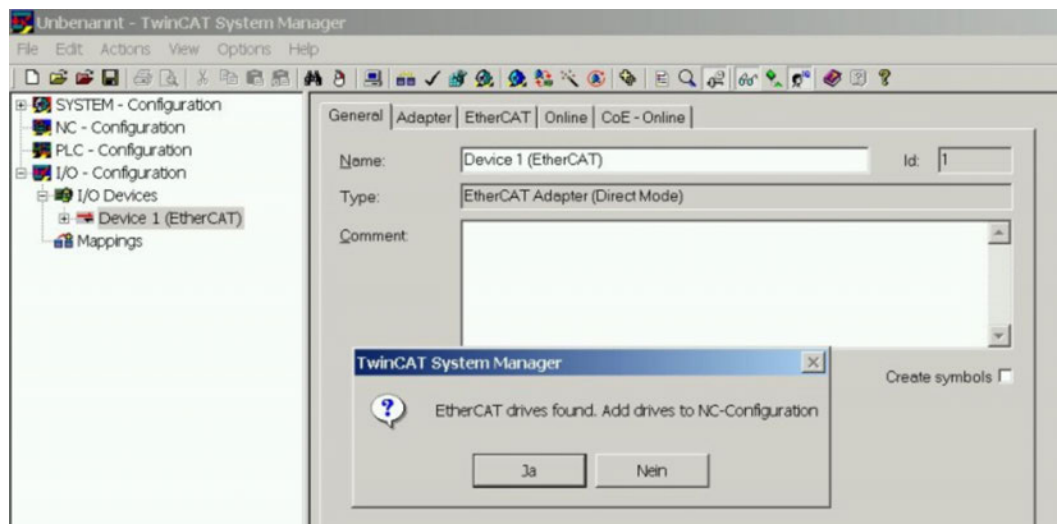 Unbenannt - TwinCAT System Manager
File Edit Actions View Options Help
SYSTEM - Configuration
NC - Configuration
PLC - Configuration
I/O - Configuration
I/O Devices
Device 1 (EtherCAT)
Mappings
General Adapter EtherCAT Online CoE - Online
Name: Device 1 (EtherCAT) Id: 1
Type: EtherCAT Adapter (Direct Mode)
Comment:
Create symbols
TwinCAT System Manager
EtherCAT drives found. Add drives to NC-Configuration
Ja Nein